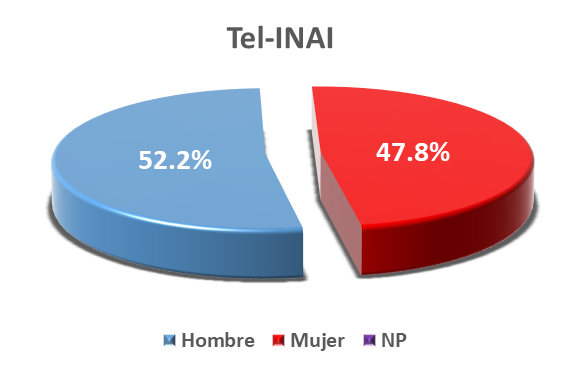 Tel-INAI
52.2%
47.8%
Hombre Mujer NP